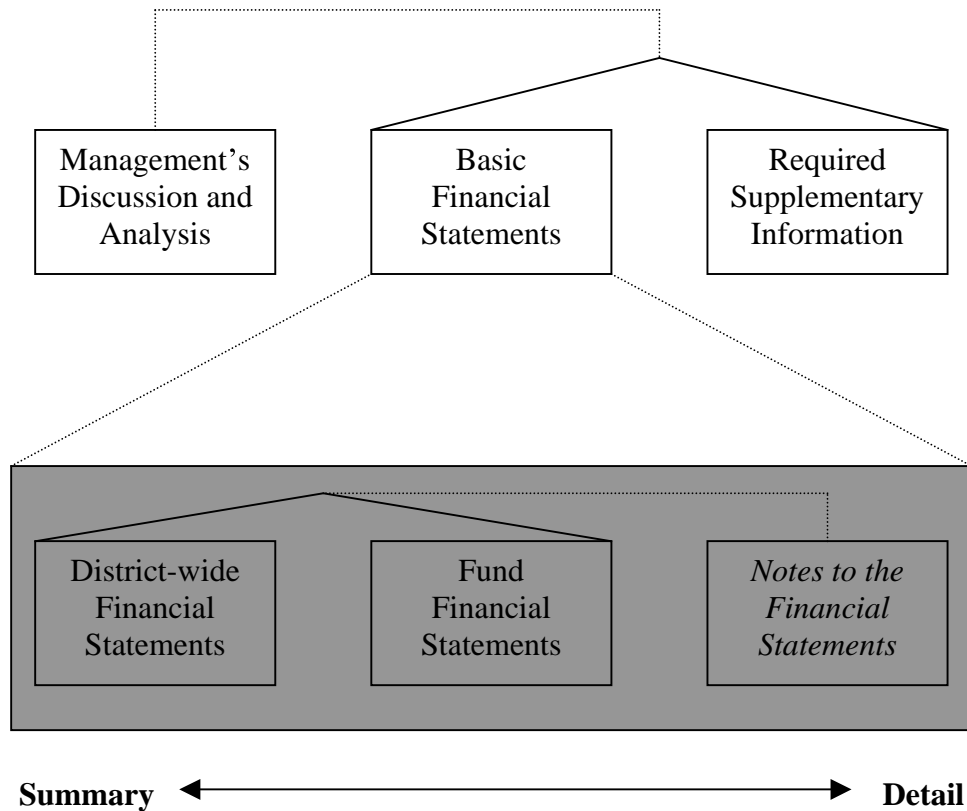 Management’s
Discussion and
Analysis
Basic
Financial
Statements
Required
Supplementary
Information
District-wide
Financial
Statements
Fund
Financial
Statements
Notes to the
Financial
Statements
Summary
Detail